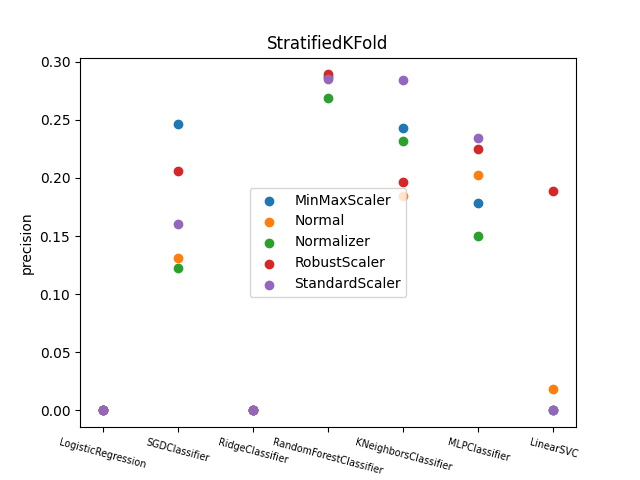 StratifiedKFold
precision
0.30
0.25
0.20
0.15
0.10
0.05
0.00
MinMaxScaler
Normal
Normalizer
RobustScaler
StandardScaler
LogisticRegression
SGDClassifier
RidgeClassifier
RandomForestClassifier
KNeighborsClassifier
MLPClassifier
LinearSVC